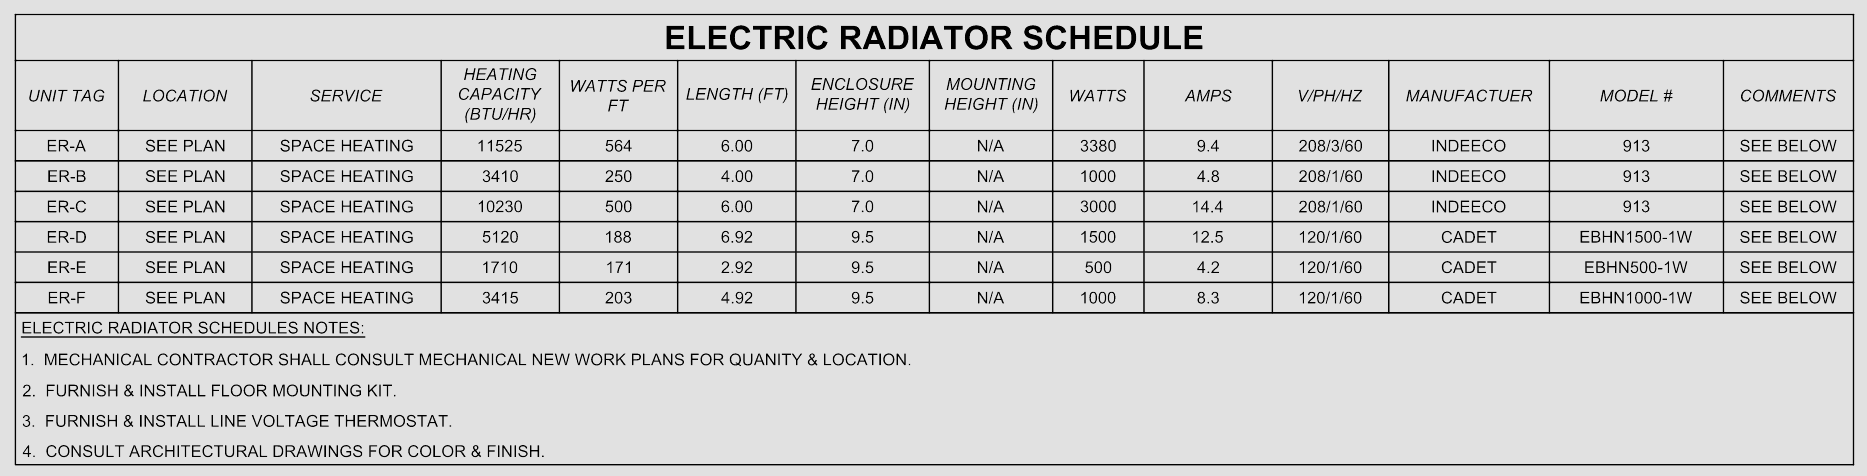 ELECTRIC RADIATOR SCHEDULE
UNIT TAG LOCATION SERVICE HEATING CAPACITY (BTU/HR) WATTS PER FT LENGTH (FT) ENCLOSURE HEIGHT (IN) MOUNTING HEIGHT (IN) WATTS AMPS V/PH/HZ MANUFACTUER MODEL # COMMENTS
ER-A SEE PLAN SPACE HEATING 11525 564 6.00 7.0 N/A 3380 9.4 208/3/60 INDEECO 913 SEE BELOW
ER-B SEE PLAN SPACE HEATING 3410 250 4.00 7.0 N/A 1000 4.8 208/1/60 INDEECO 913 SEE BELOW
ER-C SEE PLAN SPACE HEATING 10230 500 6.00 7.0 N/A 3000 14.4 208/1/60 INDEECO 913 SEE BELOW
ER-D SEE PLAN SPACE HEATING 5120 188 6.92 9.5 N/A 1500 12.5 120/1/60 CADET EBHN1500-1W SEE BELOW
ER-E SEE PLAN SPACE HEATING 1710 171 2.92 9.5 N/A 500 4.2 120/1/60 CADET EBHN500-1W SEE BELOW
ER-F SEE PLAN SPACE HEATING 3415 203 4.92 9.5 N/A 1000 8.3 120/1/60 CADET EBHN1000-1W SEE BELOW
ELECTRIC RADIATOR SCHEDULES NOTES:
1. MECHANICAL CONTRACTOR SHALL CONSULT MECHANICAL NEW WORK PLANS FOR QUANITY & LOCATION.
2. FURNISH & INSTALL FLOOR MOUNTING KIT.
3. FURNISH & INSTALL LINE VOLTAGE THERMOSTAT.
4. CONSULT ARCHITECTURAL DRAWINGS FOR COLOR & FINISH.